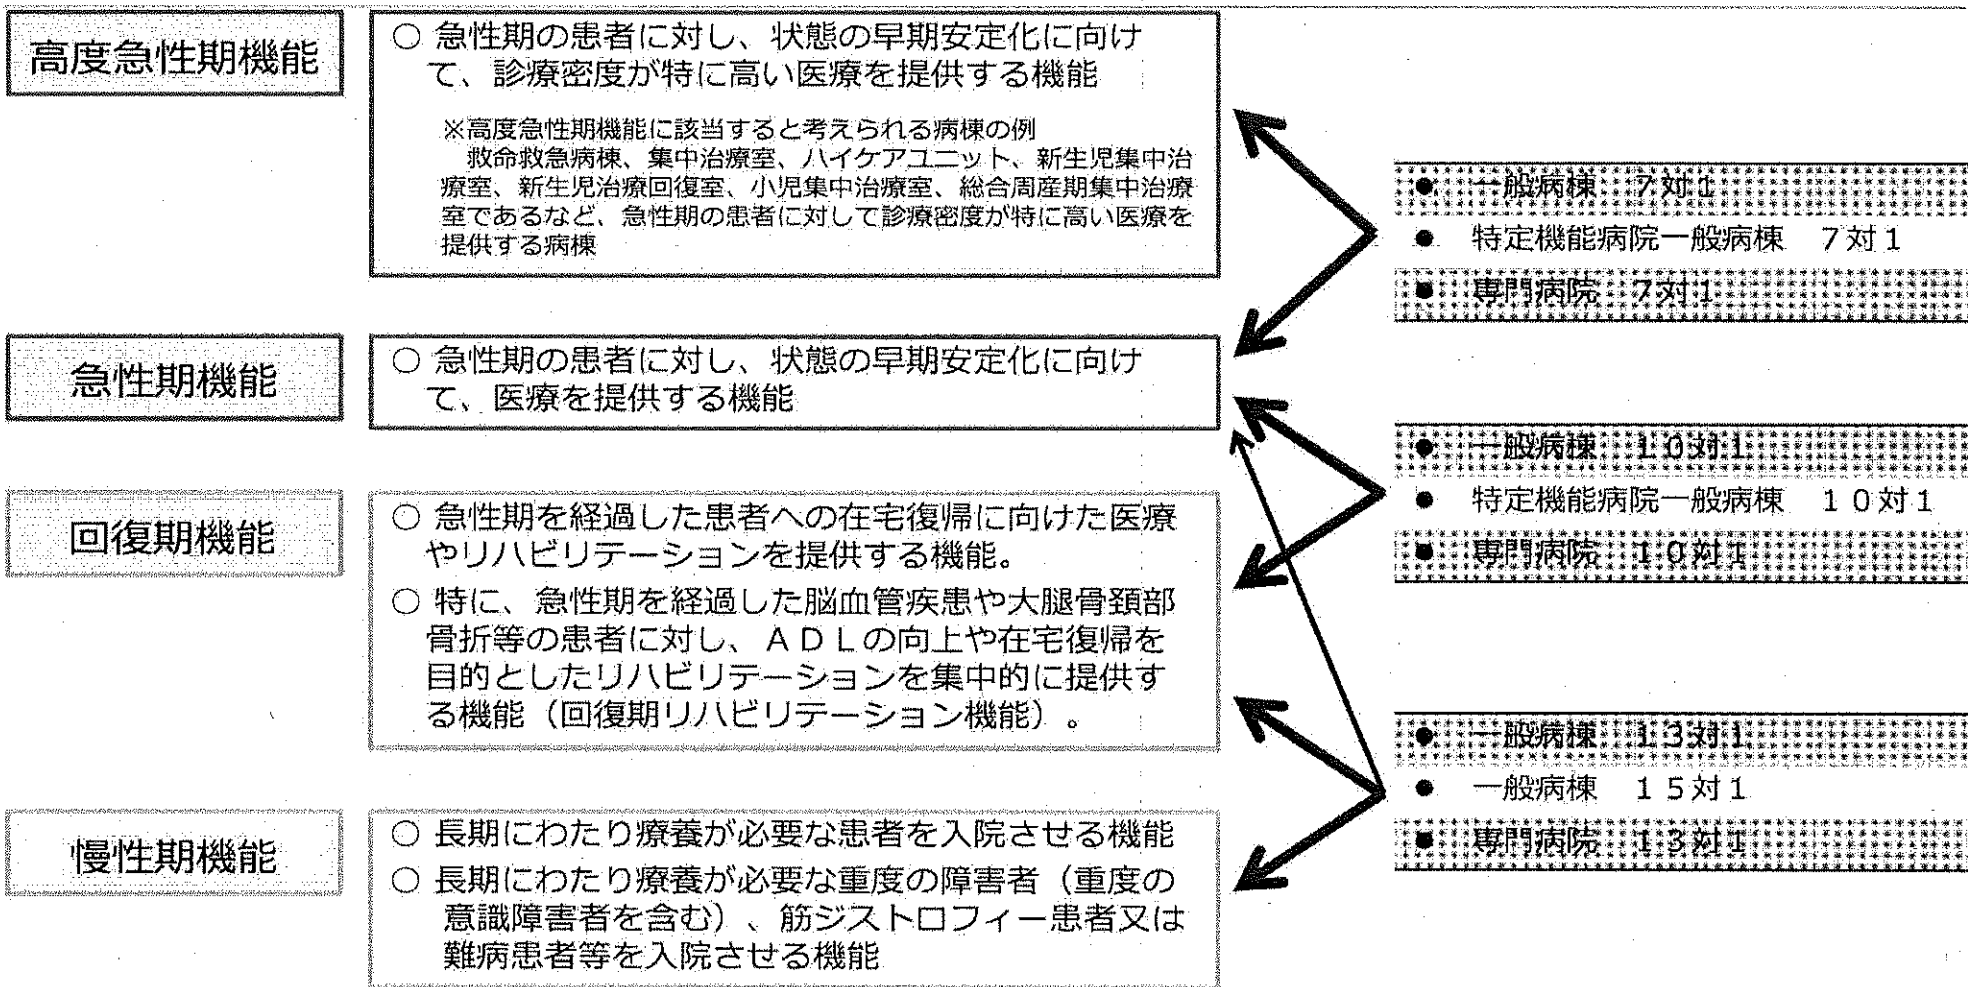 高度急性期機能
○ 急性期の患者に対し、状態の早期安定化に向け
て、診療密度が特に高い医療を提供する機能
※高度急性期機能に該当すると考えられる病棟の例
救命救急病棟、集中治療室、ハイケアユニット、新生児集中治
療室、新生児治療回復室、小児集中治療室、総合周産期集中治療
室であるなど、急性期の患者に対して診療密度が特に高い医療を
提供する病棟
急性期機能
○ 急性期の患者に対し、状態の早期安定化に向け
て、医療を提供する機能
回復期機能
○ 急性期を経過した患者への在宅復帰に向けた医療
やリハビリテーションを提供する機能。
○ 特に、急性期を経過した脳血管疾患や大腿骨頚部
骨折等の患者に対し、ADLの向上や在宅復帰を
目的としたリハビリテーションを集中的に提供す
る機能（回復期リハビリテーション機能）。
慢性期機能
○ 長期にわたり療養が必要な患者を入院させる機能
○ 長期にわたり療養が必要な重度の障害者（重度の
意識障害者を含む）、筋ジストロフィー患者又は
難病患者等を入院させる機能
● 一般病棟 7対1
● 特定機能病院一般病棟 7対1
● 専門病院 7対1
● 一般病棟 10対1
● 特定機能病院一般病棟 10対1
● 専門病院 10対1
● 一般病棟 13対1
● 一般病棟 15対1
● 専門病院 13対1